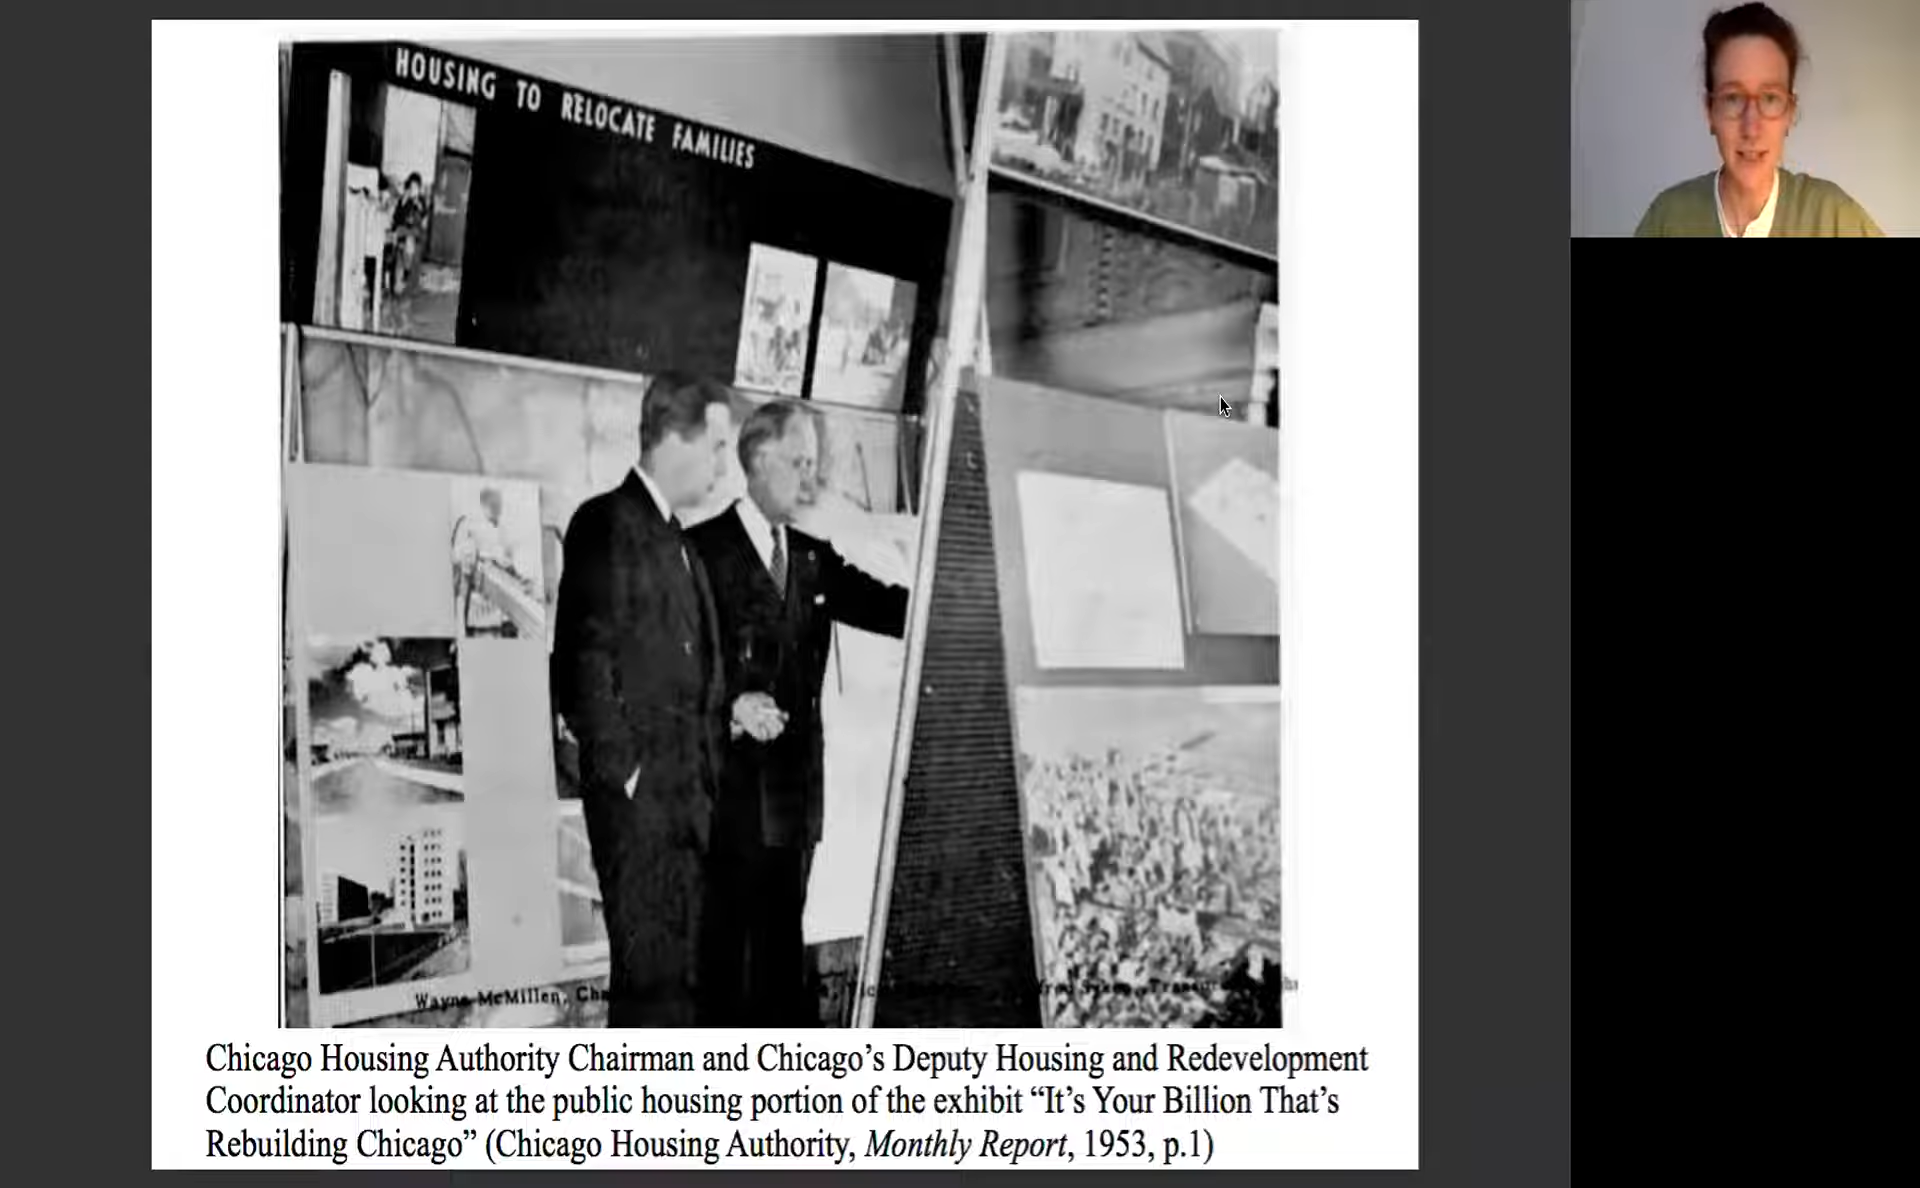 HOUSING TO RELOCATE FAMILIES
Wayne McMillen,
Chicago Housing Authority Chairman and Chicago’s Deputy Housing and Redevelopment
Coordinator looking at the public housing portion of the exhibit “It’s Your Billion That’s
Rebuilding Chicago” (Chicago Housing Authority, Monthly Report, 1953, p.1)